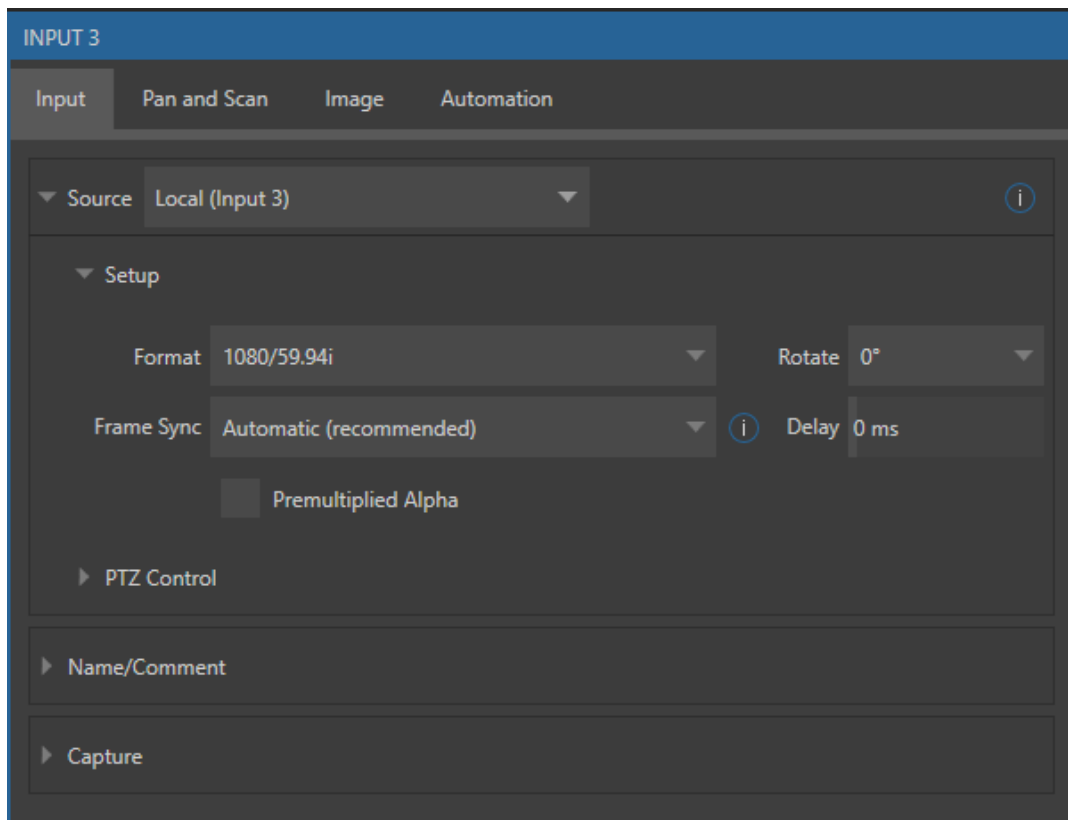 INPUT 3
Input Pan and Scan Image Automation
Source Local (Input 3) i
Setup
Format 1080/59.94i Rotate 0°
Frame Sync Automatic (recommended) i Delay 0 ms
Premultiplied Alpha
PTZ Control
Name/Comment
Capture